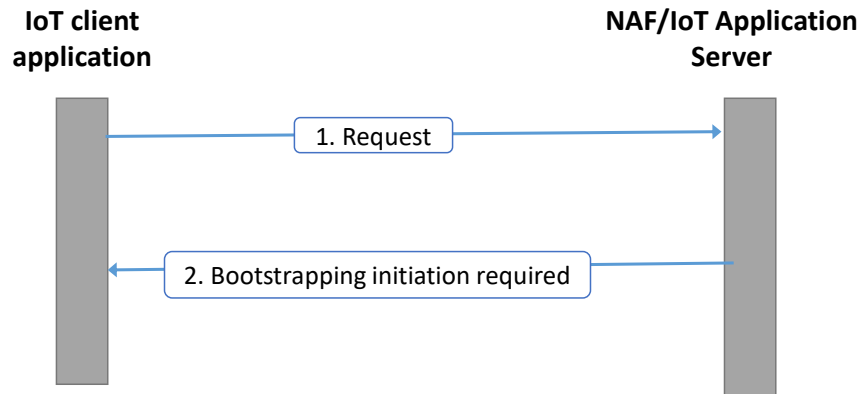 IoT client
application
NAF/IoT Application
Server
1. Request
2. Bootstrapping initiation required